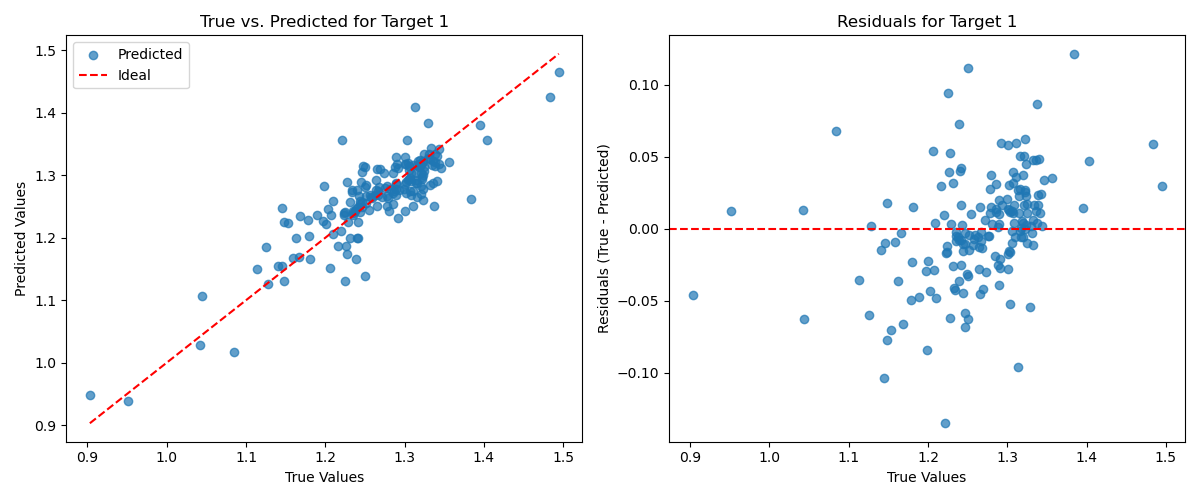 True vs. Predicted for Target 1
Predicted
Ideal
Predicted Values
1.5
1.4
1.3
1.2
1.1
1.0
0.9
0.9 1.0 1.1 1.2 1.3 1.4 1.5
True Values
Residuals for Target 1
Residuals (True - Predicted)
0.10
0.05
0.00
−0.05
−0.10
0.9 1.0 1.1 1.2 1.3 1.4 1.5
True Values